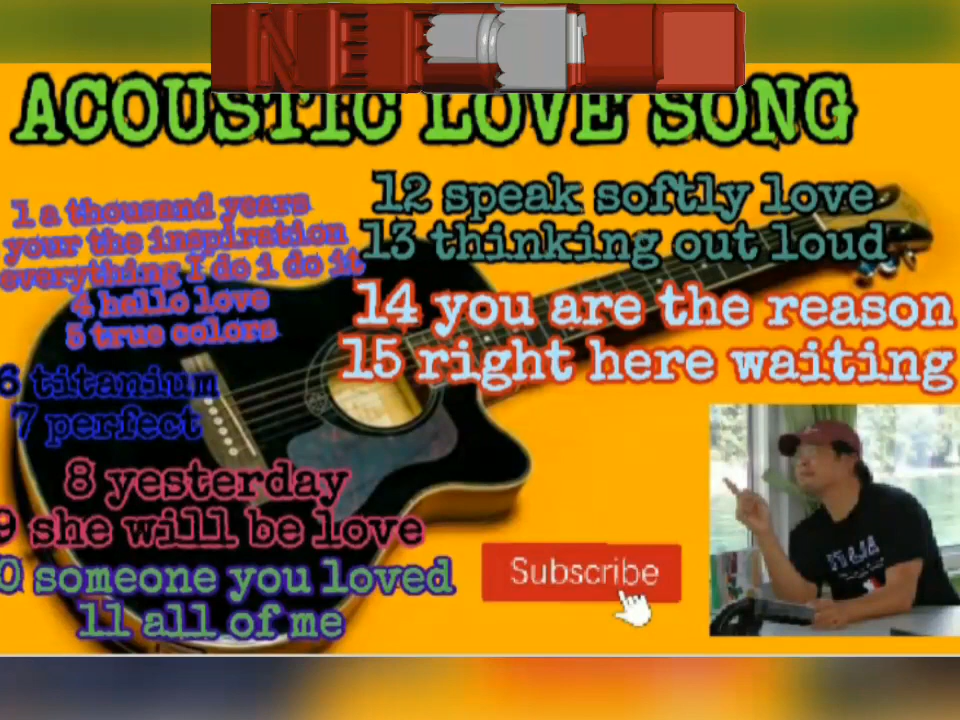 NE
ACOUSTIC LOVE SONG
1 a thousand years
your the inspiration
everything I do i do it
4 hello love
5 true colors
6 titanium
7 perfect
8 yesterday
9 she will be love
0 someone you loved
11 all of me
12 speak softly love
13 thinking out loud
14 you are the reason
15 right here waiting
Subscribe